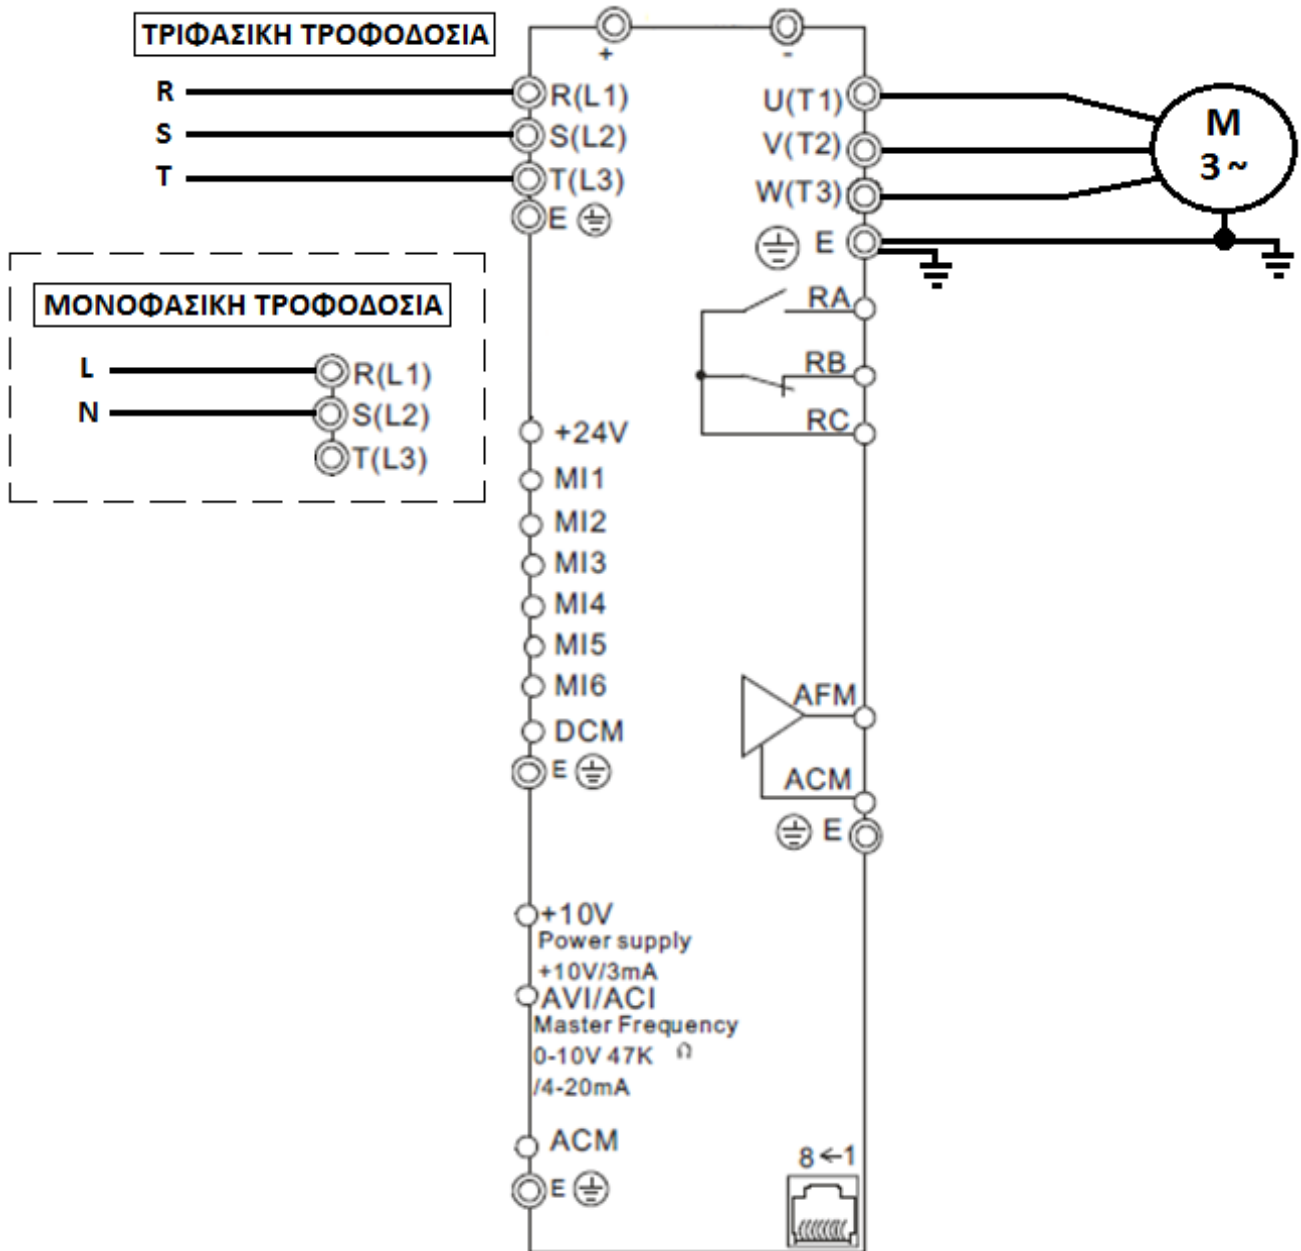 ΤΡΙΦΑΣΙΚΗ ΤΡΟΦΟΔΟΣΙΑ
+
-
R
R(L1)
S
S(L2)
T
T(L3)
E
U(T1)
V(T2)
W(T3)
E
M
3~
ΜΟΝΟΦΑΣΙΚΗ ΤΡΟΦΟΔΟΣΙΑ
L
R(L1)
N
S(L2)
T(L3)
RA
RB
RC
+24V
MI1
MI2
MI3
MI4
MI5
MI6
DCM
E
AFM
ACM
E
+10V
Power supply
+10V/3mA
AVI/ACI
Master Frequency
0-10V 47K Ω
/4-20mA
ACM
E
8←1